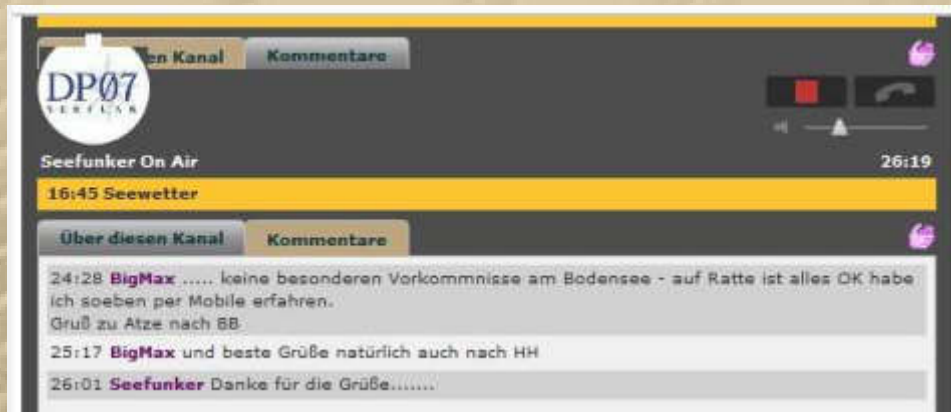 en Kanal Kommentare
DP07
SEEFUNK
Seefunker On Air 26:19
16:45 Seewetter
Über diesen Kanal Kommentare
24:28 BigMax ..... keine besonderen Vorkommnisse am Bodensee - auf Ratte ist alles OK habe
ich soeben per Mobile erfahren.
Gruß zu Atze nach BB
25:17 BigMax und beste Grüße natürlich auch nach HH
26:01 Seefunker Danke für die Grüße.......